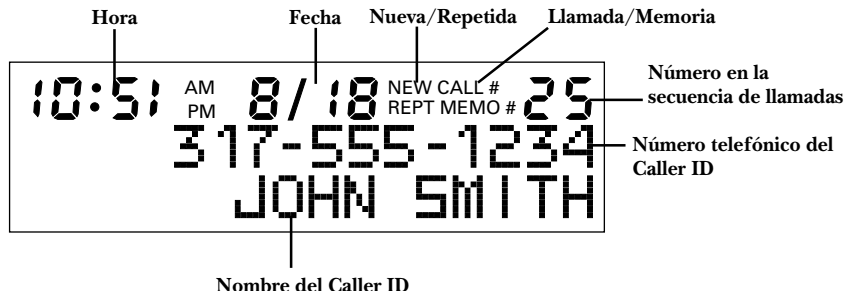 Hora
Fecha
Nueva/Repetida
Llamada/Memoria
10:51 AM PM 8/18 NEW CALL # REPT MEMO # 25
Número en la
secuencia de llamadas
317-555-1234
Número telefónico del
Caller ID
JOHN SMITH
Nombre del Caller ID